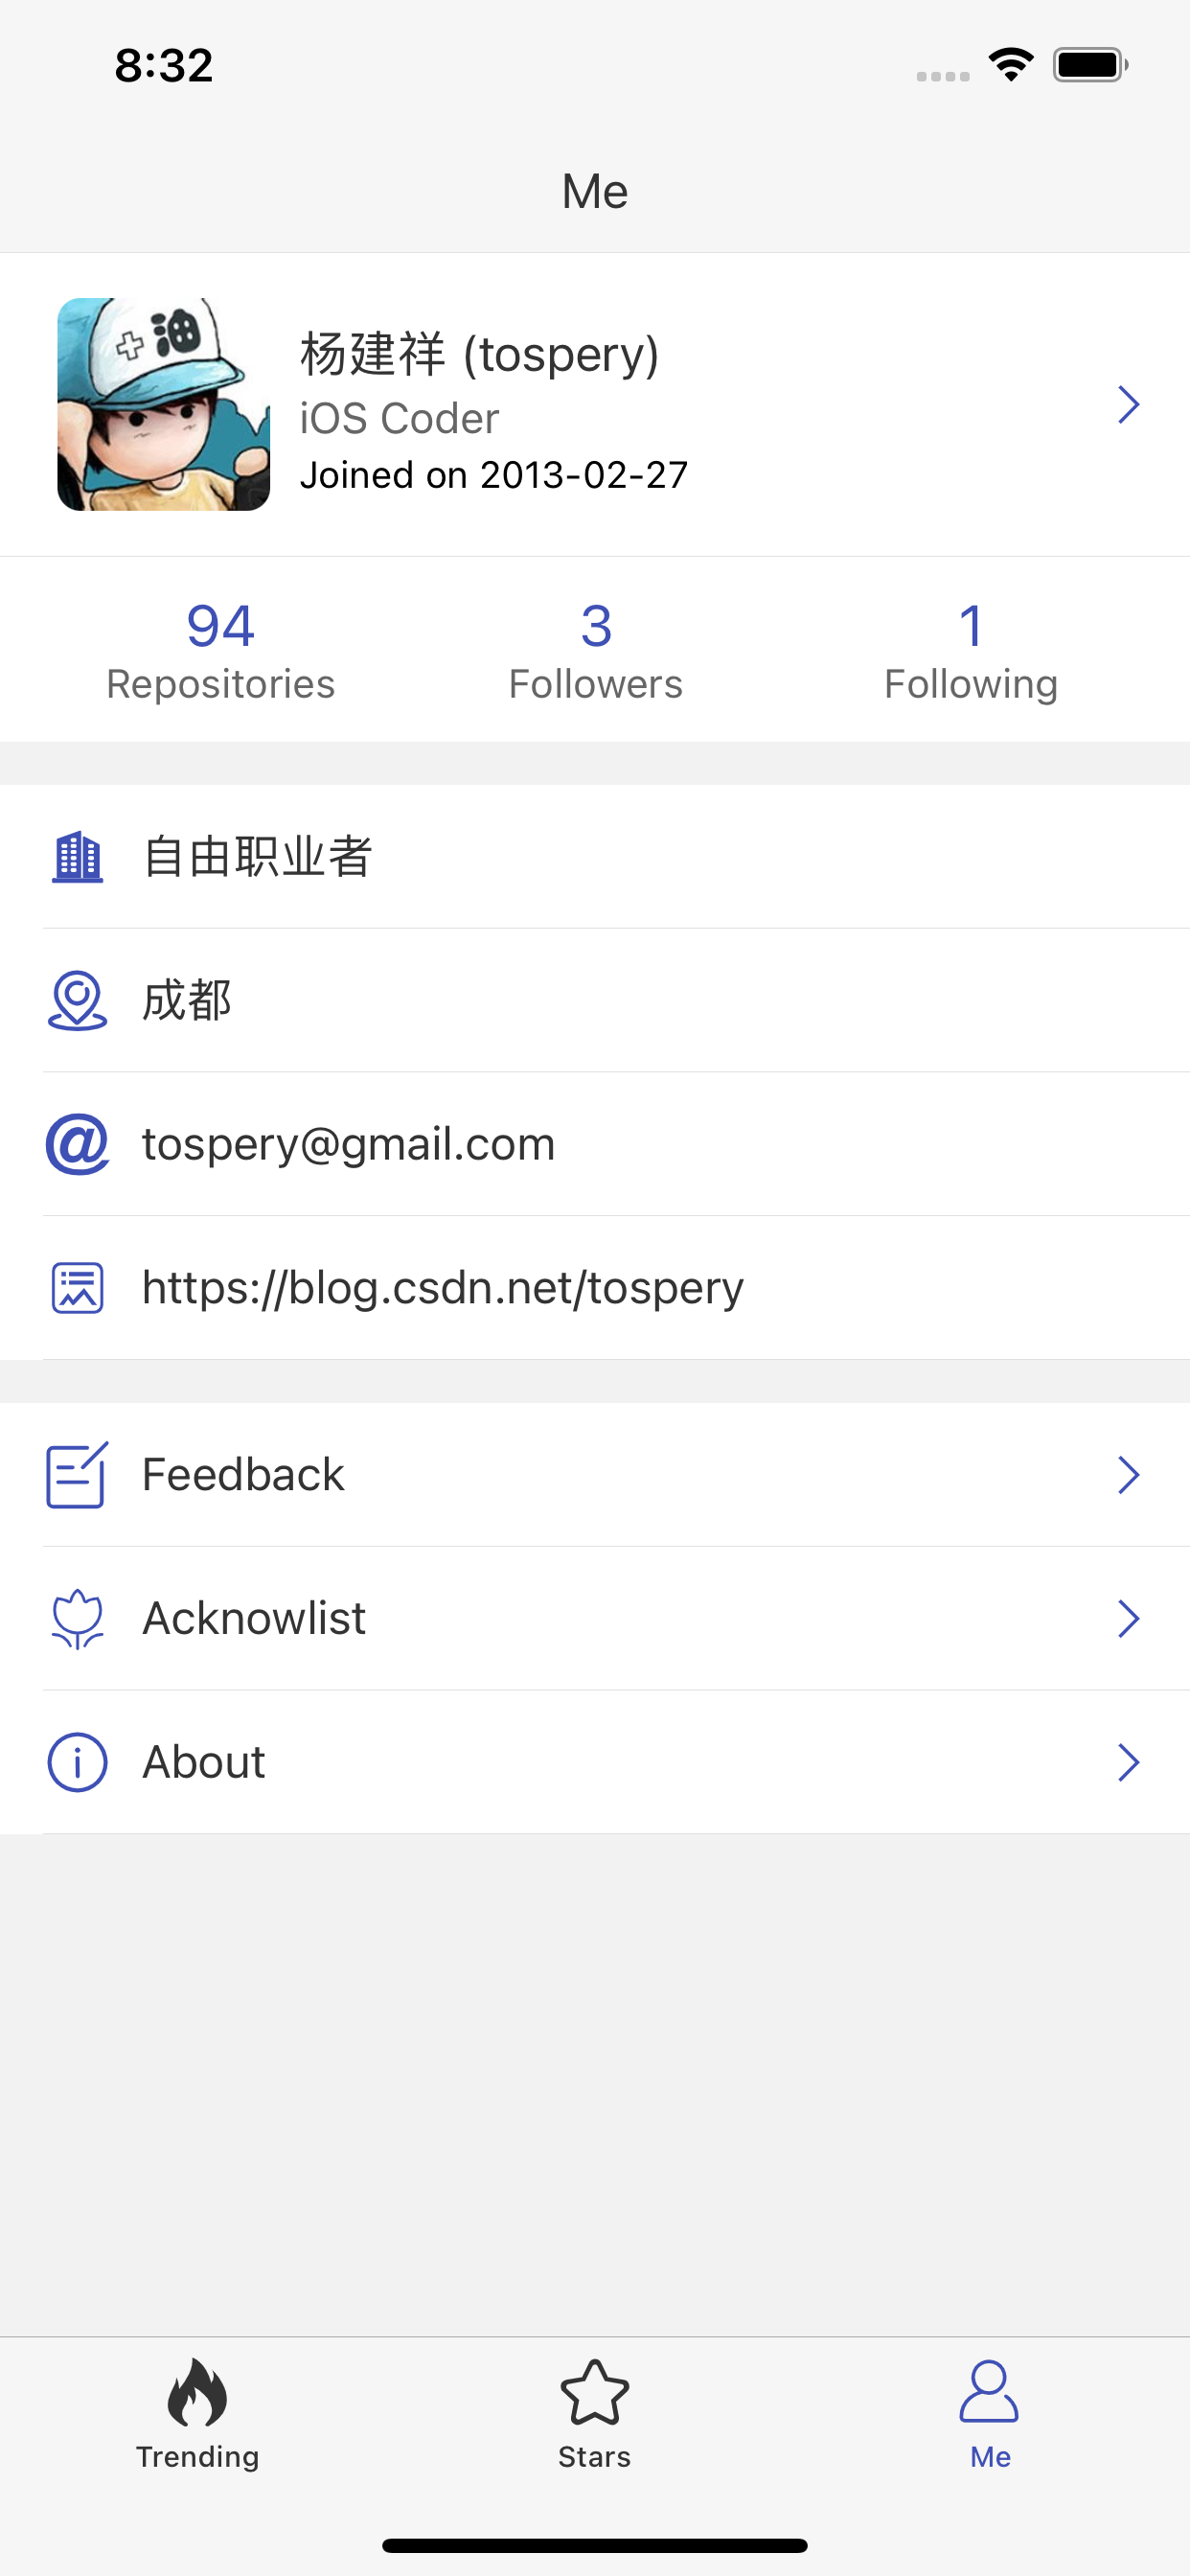 8:32
Me
油
杨建祥 (tospery)
iOS Coder
Joined on 2013-02-27
94
Repositories
3
Followers
1
Following
自由职业者
成都
tospery@gmail.com
https://blog.csdn.net/tospery
Feedback
Acknowlist
About
Trending
Stars
Me